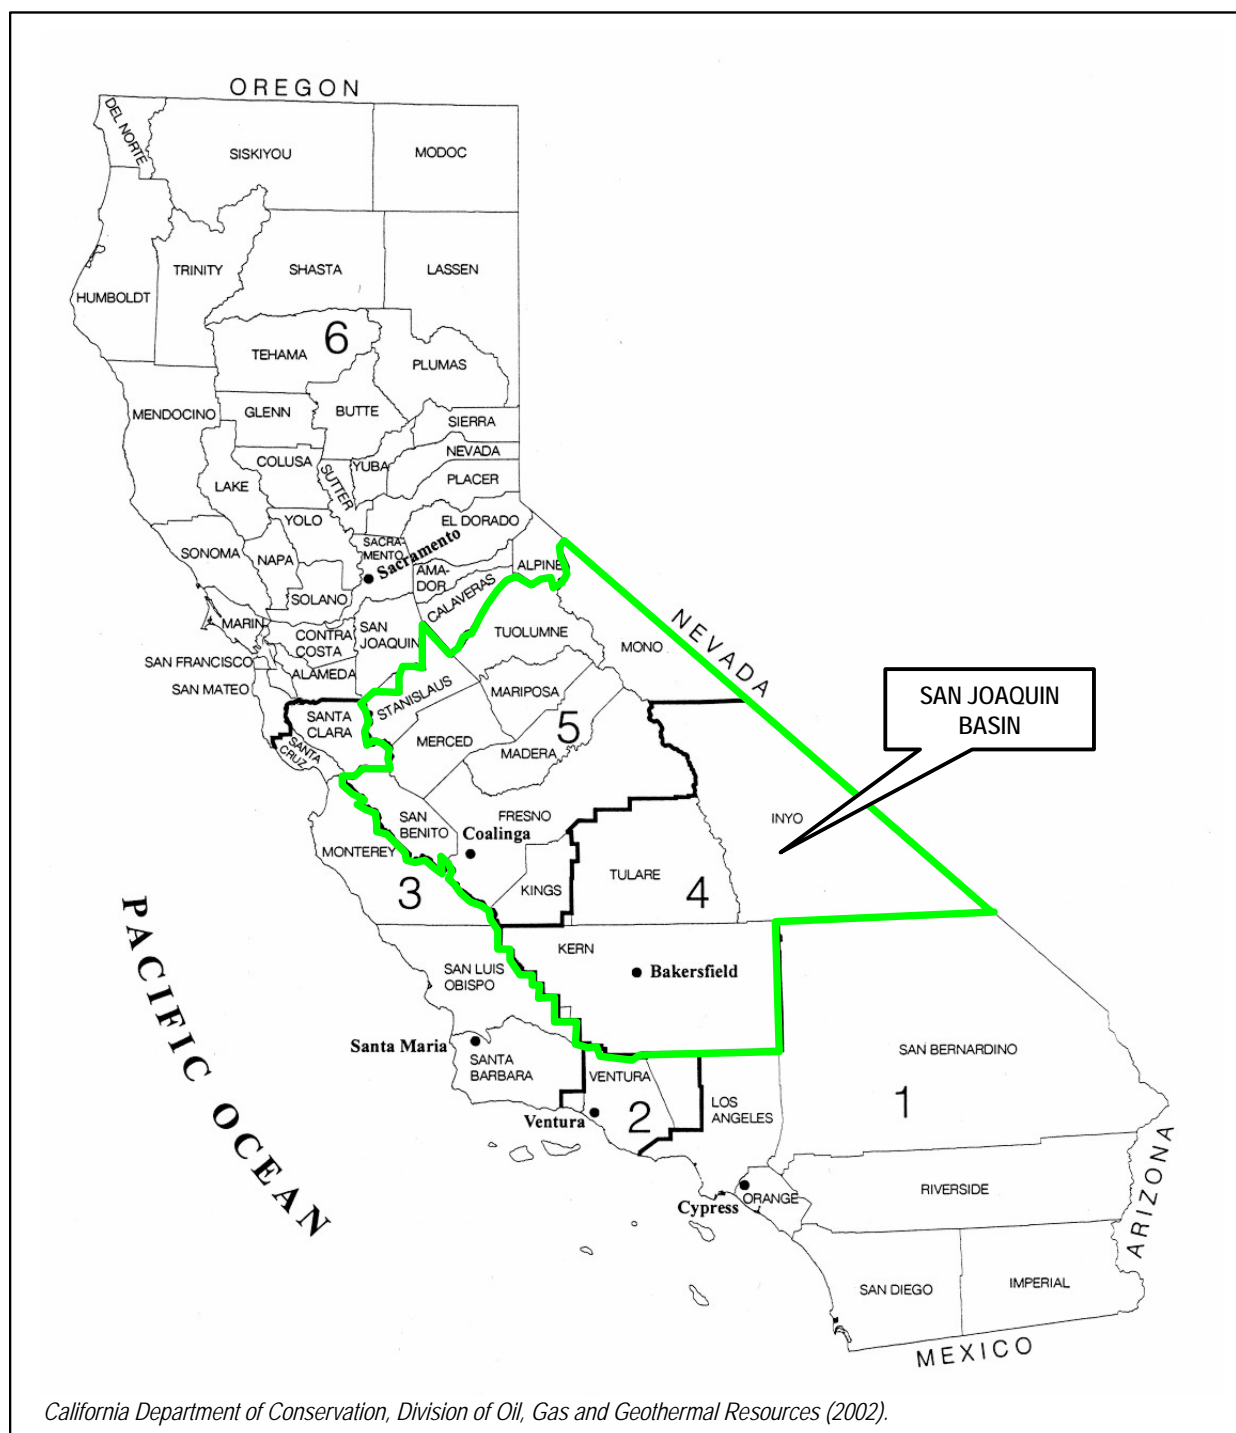 OREGON
DEL NORTE
SISKIYOU
MODOC
HUMBOLDT
TRINITY
SHASTA
LASSEN
6
TEHAMA
PLUMAS
MENDOCINO
GLENN
BUTTE
SIERRA
NEVADA
COLUSA
YUBA
SUTTER
PLACER
LAKE
YOLO
EL DORADO
SONOMA
NAPA
SACRA-
MENTO
Sacramento
AMA-
DOR
ALPINE
SOLANO
CALAVERAS
MARIN
CONTRA
COSTA
SAN
JOAQUIN
TUOLUMNE
MONO
NEVADA
SAN FRANCISCO
ALAMEDA
SAN MATEO
STANISLAUS
MARIPOSA
SAN JOAQUIN
BASIN
SANTA
CLARA
SANTA
CRUZ
MERCED
5
MADERA
SAN
BENITO
FRESNO
INYO
Coalinga
MONTEREY
3
KINGS
TULARE
4
KERN
Bakersfield
SAN LUIS
OBISPO
PACIFIC OCEAN
Santa Maria
SANTA
BARBARA
VENTURA
SAN BERNARDINO
Ventura
2
LOS
ANGELES
1
Cypress
ORANGE
RIVERSIDE
ARIZONA
SAN DIEGO
IMPERIAL
MEXICO
California Department of Conservation, Division of Oil, Gas and Geothermal Resources (2002).